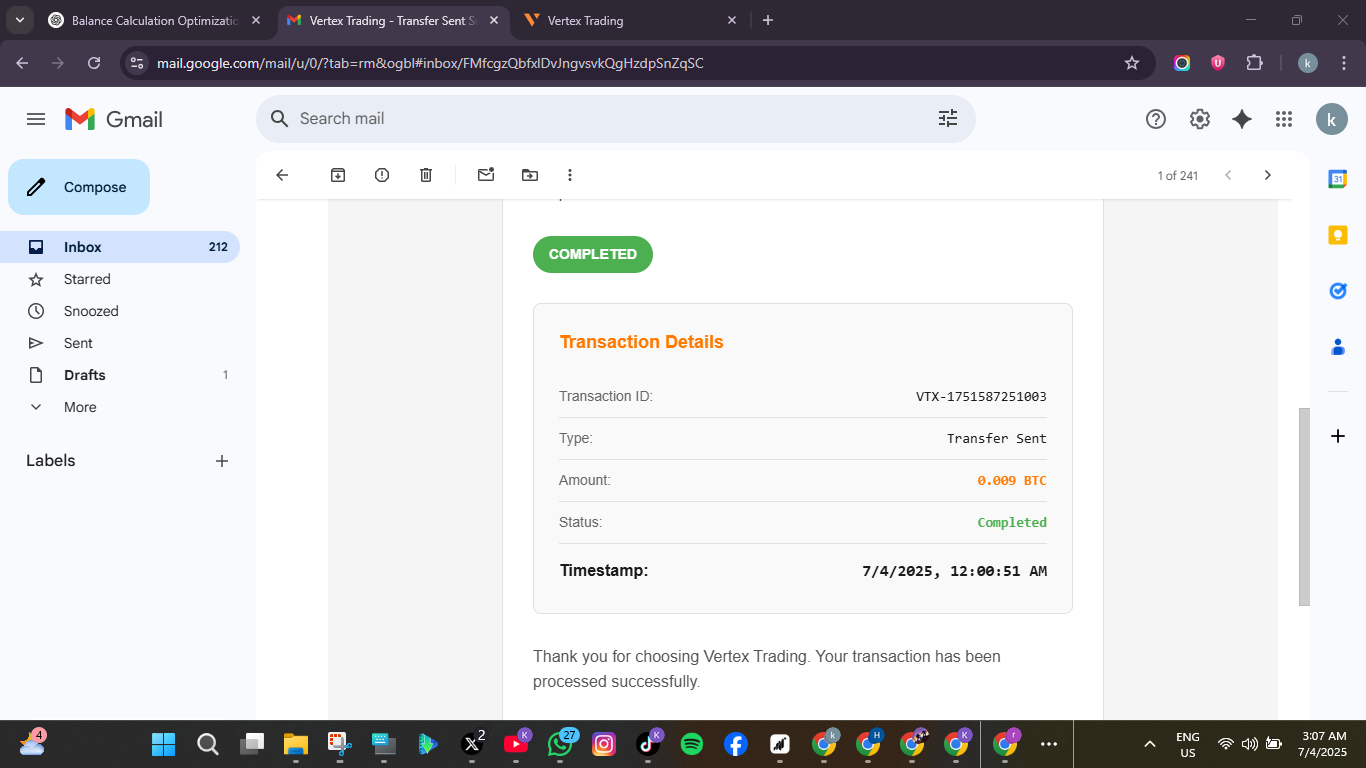 Balance Calculation Optimizatio
Vertex Trading - Transfer Sent S
Vertex Trading
mail.google.com/mail/u/0/?tab=rm&ogbl#inbox/FMfcgzQbfxlDvJngvsvkQgHzdpSnZqSC
k
Gmail
Search mail
k
Compose
1 of 241
Inbox 212
Starred
Snoozed
Sent
Drafts 1
More
Labels
31
COMPLETED
Transaction Details
Transaction ID: VTX-1751587251003
Type: Transfer Sent
Amount: 0.009 BTC
Status: Completed
Timestamp: 7/4/2025, 12:00:51 AM
Thank you for choosing Vertex Trading. Your transaction has been
processed successfully.
4
2
K
27
K
k
H
K
r
ENG
US
3:07 AM
7/4/2025